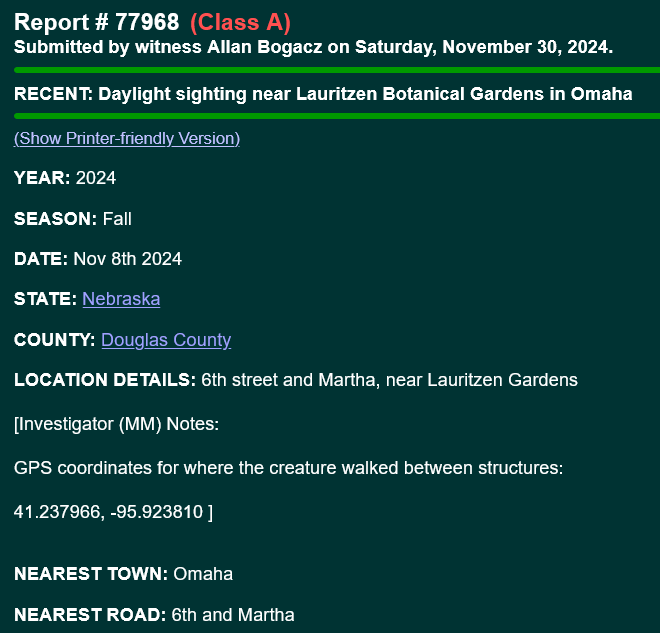 Report # 77968 (Class A)
Submitted by witness Allan Bogacz on Saturday, November 30, 2024.
RECENT: Daylight sighting near Lauritzen Botanical Gardens in Omaha
(Show Printer-friendly Version)
YEAR: 2024
SEASON: Fall
DATE: Nov 8th 2024
STATE: Nebraska
COUNTY: Douglas County
LOCATION DETAILS: 6th street and Martha, near Lauritzen Gardens
[Investigator (MM) Notes:
GPS coordinates for where the creature walked between structures:
41.237966, -95.923810 ]
NEAREST TOWN: Omaha
NEAREST ROAD: 6th and Martha